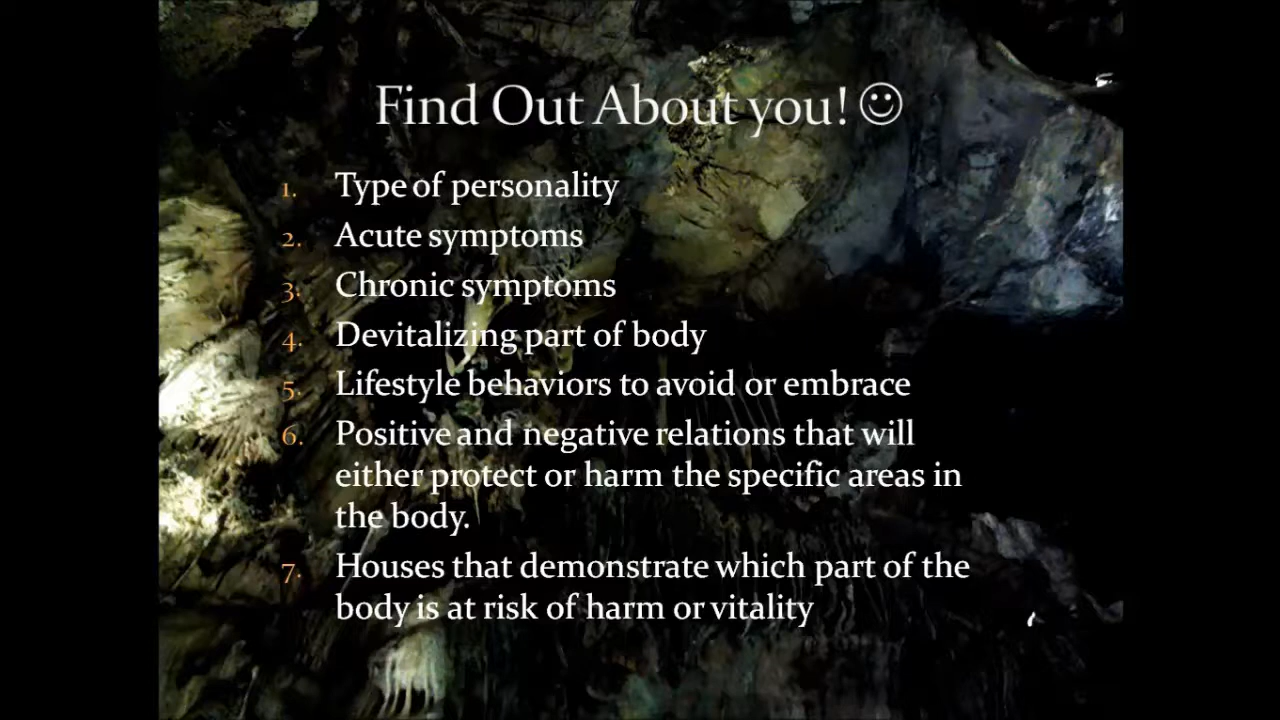 Find Out About you! ☺
1. Type of personality
2. Acute symptoms
3. Chronic symptoms
4. Devitalizing part of body
5. Lifestyle behaviors to avoid or embrace
6. Positive and negative relations that will
either protect or harm the specific areas in
the body.
7. Houses that demonstrate which part of the
body is at risk of harm or vitality